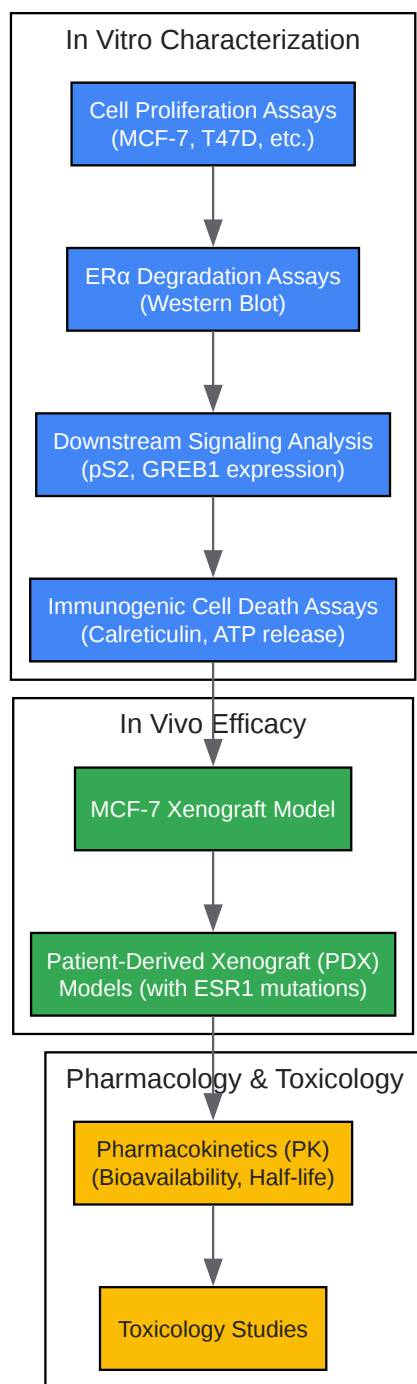 In Vitro Characterization
Cell Proliferation Assays
(MCF-7, T47D, etc.)
ERα Degradation Assays
(Western Blot)
Downstream Signaling Analysis
(pS2, GREB1 expression)
Immunogenic Cell Death Assays
(Calreticulin, ATP release)
In Vivo Efficacy
MCF-7 Xenograft Model
Patient-Derived Xenograft (PDX)
Models (with ESR1 mutations)
Pharmacology & Toxicology
Pharmacokinetics (PK)
(Bioavailability, Half-life)
Toxicology Studies